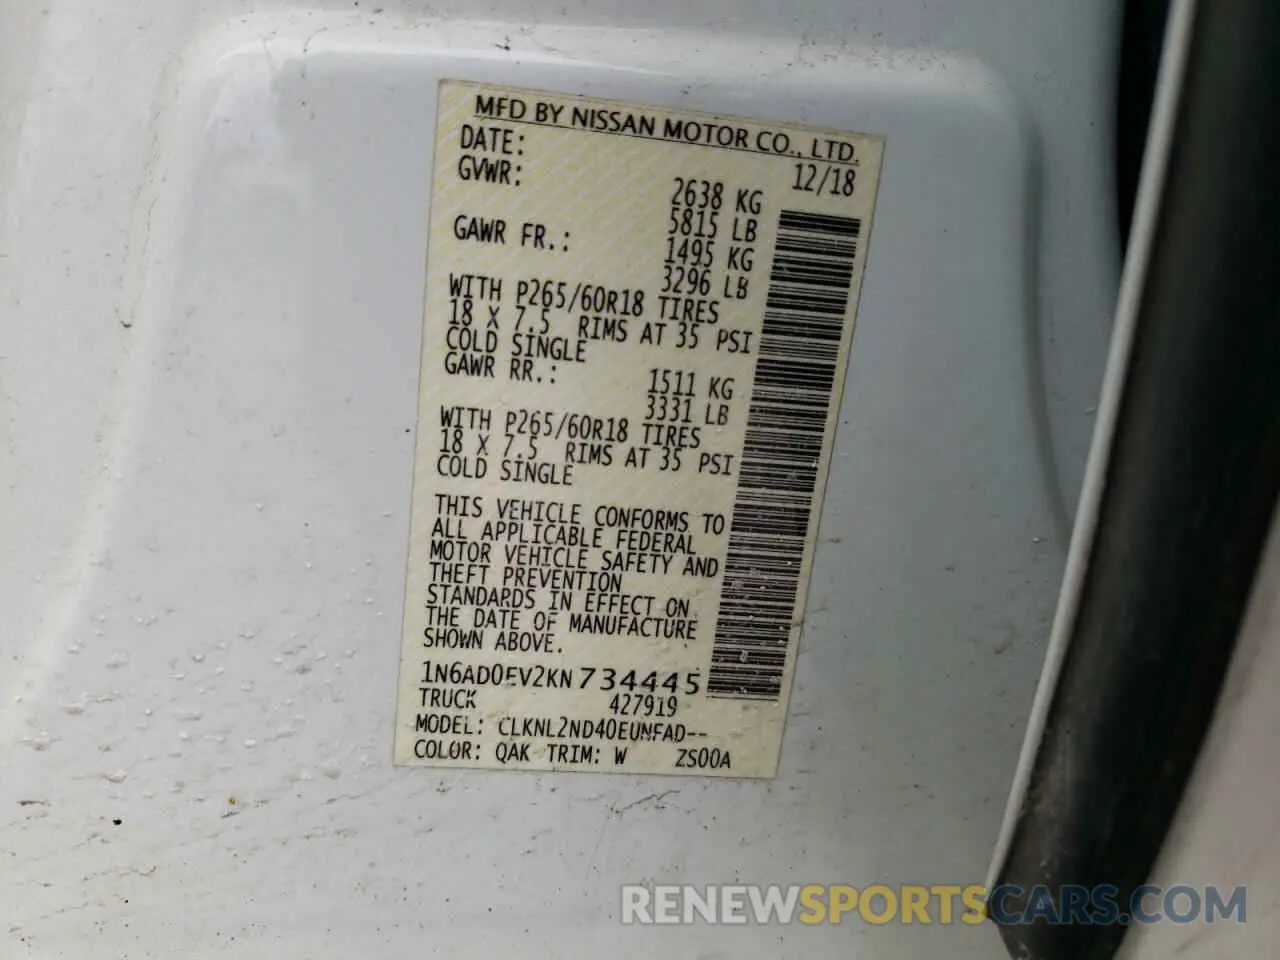 MFD BY NISSAN MOTOR CO., LTD.
DATE: 12/18
GVWR: 2638 KG
5815 LB
GAWR FR.: 1495 KG
3296 LB
WITH P265/60R18 TIRES
18 X 7.5 RIMS AT 35 PSI
COLD SINGLE
GAWR RR.: 1511 KG
3331 LB
WITH P265/60R18 TIRES
18 X 7.5 RIMS AT 35 PSI
COLD SINGLE
THIS VEHICLE CONFORMS TO
ALL APPLICABLE FEDERAL
MOTOR VEHICLE SAFETY AND
THEFT PREVENTION
STANDARDS IN EFFECT ON
THE DATE OF MANUFACTURE
SHOWN ABOVE.
1N6AD0EV2KN734445
TRUCK 427919
MODEL: CLKNL2ND40EUNFAD--
COLOR: QAK TRIM: W ZS00A
RENEWSPORTSCARS.COM